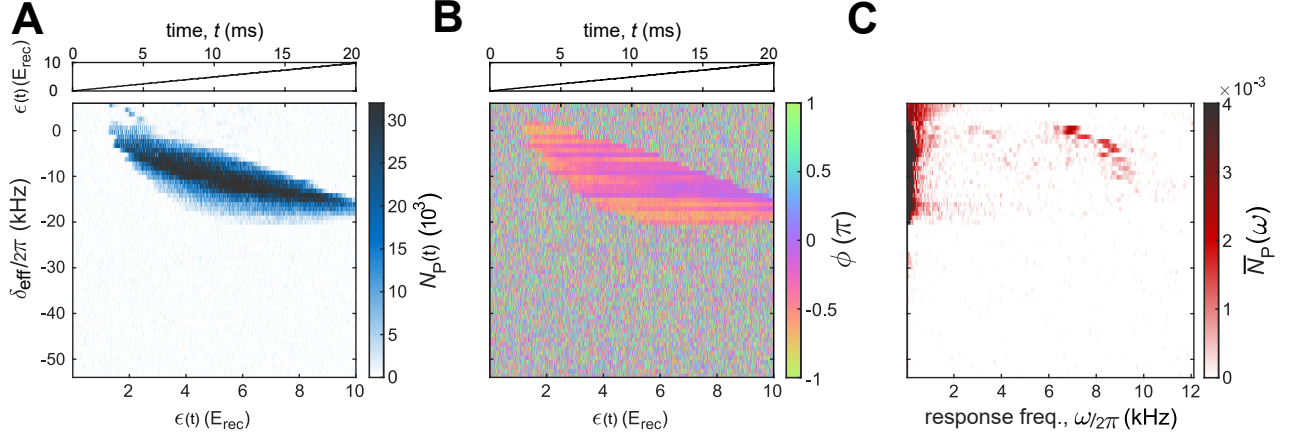 A
time, t (ms)
0 5 10 15 20
ϵ(t) (E_rec)
10
0
δ_eff/2π (kHz)
0
-10
-20
-30
-40
-50
2 4 6 8 10
ϵ(t) (E_rec)
30
25
20
15
10
5
0
N_P(t) (10³)
B
time, t (ms)
0 5 10 15 20
2 4 6 8 10
ϵ(t) (E_rec)
1
0.5
0
-0.5
-1
ϕ (π)
C
2 4 6 8 10 12
response freq., ω/2π (kHz)
×10⁻³
4
3
2
1
0
N̅_P(ω)